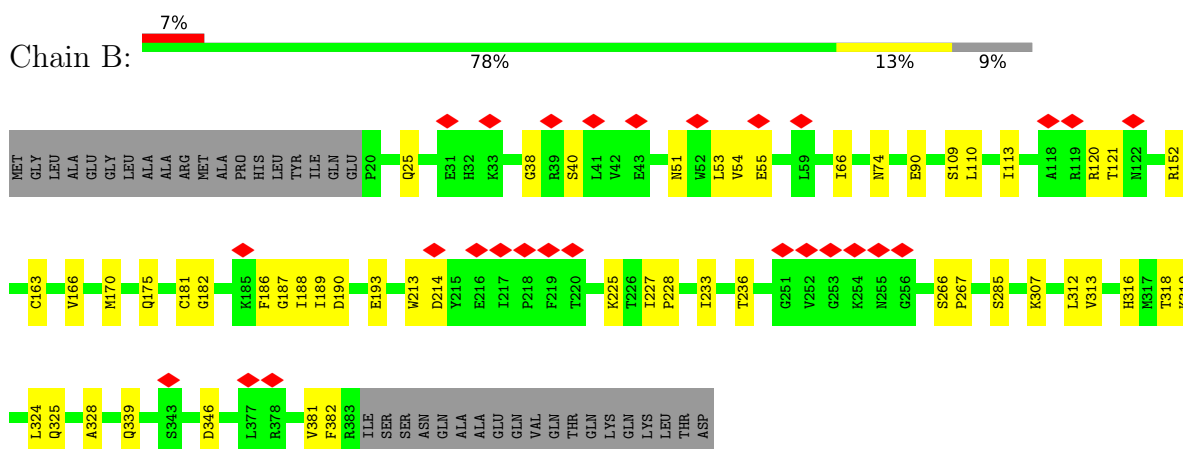 7%
Chain B:
78% 13% 9%
MET GLY LEU ALA GLU GLY LEU ALA ALA ARG MET ALA PRO HIS LEU TYR ILE GLN GLU P20 Q25 E31 H32 K33 G38 R39 S40 L41 V42 E43 N51 W52 L53 V54 E55 L59 I66 N74 E90 S109 L110 I113 A118 R119 R120 T121 N122 R152
C163 V166 M170 Q175 C181 G182 K185 F186 G187 I188 I189 D190 E193 W213 D214 Y215 E216 I217 P218 F219 T220 K225 T226 I227 P228 I233 T236 G251 V252 G253 K254 N255 G256 S266 P267 S285 K307 L312 V313 H316 M317 T318
L324 Q325 A328 Q339 S343 D346 L377 R378 V381 F382 R383 ILE SER SER ASN GLN ALA ALA GLU GLN VAL GLN THR GLN LYS GLN LYS LEU THR ASP